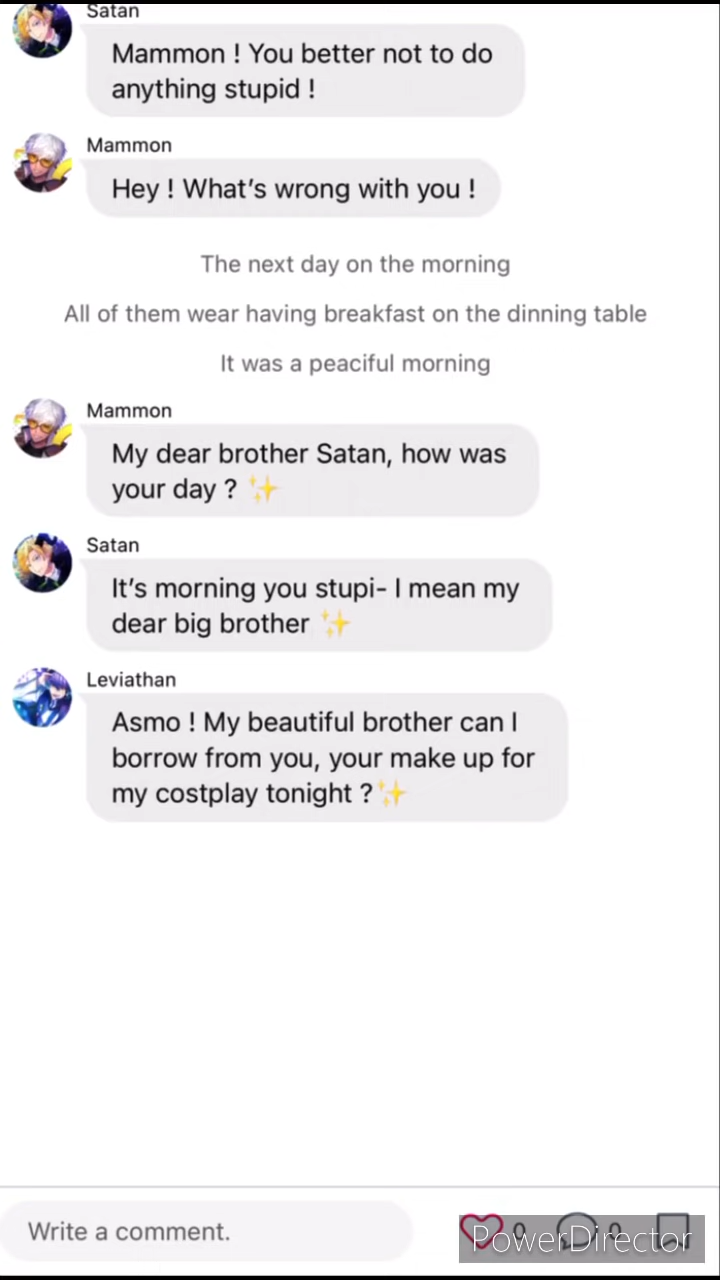 Satan
Mammon ! You better not to do
anything stupid !
Mammon
Hey ! What's wrong with you !
The next day on the morning
All of them wear having breakfast on the dinning table
It was a peaciful morning
Mammon
My dear brother Satan, how was
your day ? ✨
Satan
It's morning you stupi- I mean my
dear big brother ✨
Leviathan
Asmo ! My beautiful brother can I
borrow from you, your make up for
my costplay tonight ?✨
Write a comment.
0 0
PowerDirector